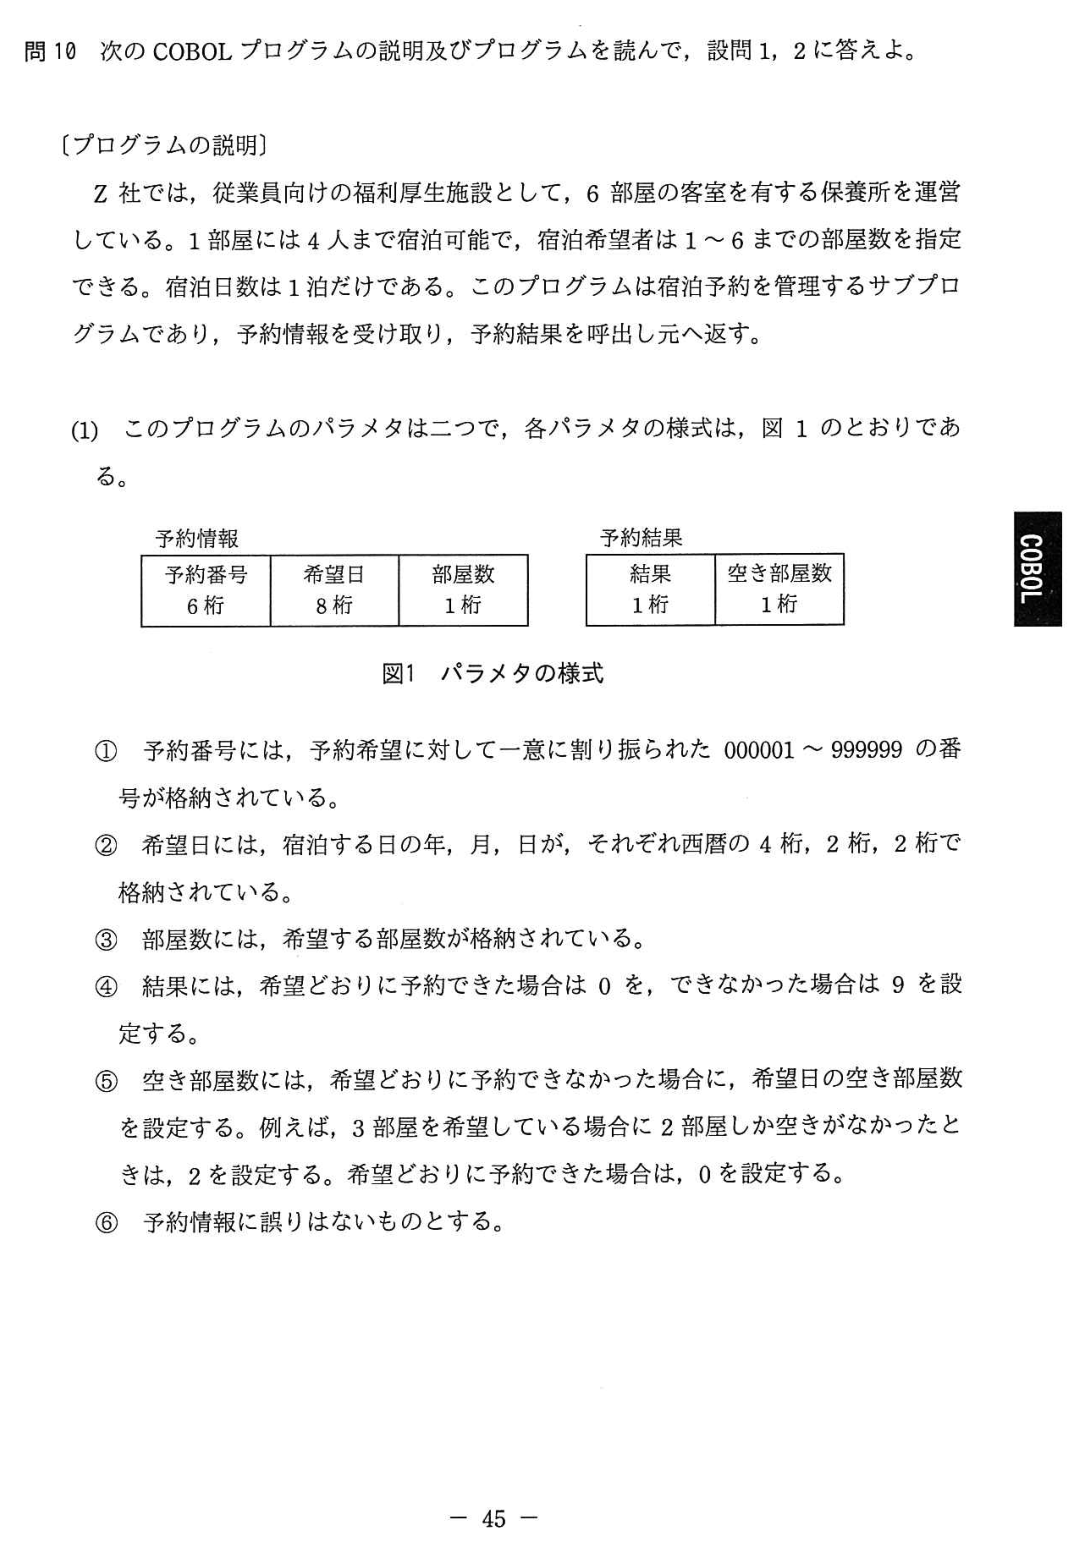 問10　次の COBOL プログラムの説明及びプログラムを読んで，設問 1，2 に答えよ。
〔プログラムの説明〕
Z 社では，従業員向けの福利厚生施設として，6 部屋の客室を有する保養所を運営
している。1 部屋には 4 人まで宿泊可能で，宿泊希望者は 1 ～ 6 までの部屋数を指定
できる。宿泊日数は 1 泊だけである。このプログラムは宿泊予約を管理するサブプロ
グラムであり，予約情報を受け取り，予約結果を呼出し元へ返す。
(1)　このプログラムのパラメタは二つで，各パラメタの様式は，図 1 のとおりであ
る。
予約情報　予約結果
予約番号　希望日　部屋数　結果　空き部屋数
6 桁　8 桁　1 桁　1 桁　1 桁
図1　パラメタの様式
COBOL
①　予約番号には，予約希望に対して一意に割り振られた 000001 ～ 999999 の番
号が格納されている。
②　希望日には，宿泊する日の年，月，日が，それぞれ西暦の 4 桁，2 桁，2 桁で
格納されている。
③　部屋数には，希望する部屋数が格納されている。
④　結果には，希望どおりに予約できた場合は 0 を，できなかった場合は 9 を設
定する。
⑤　空き部屋数には，希望どおりに予約できなかった場合に，希望日の空き部屋数
を設定する。例えば，3 部屋を希望している場合に 2 部屋しか空きがなかったと
きは，2 を設定する。希望どおりに予約できた場合は，0 を設定する。
⑥　予約情報に誤りはないものとする。
－ 45 －